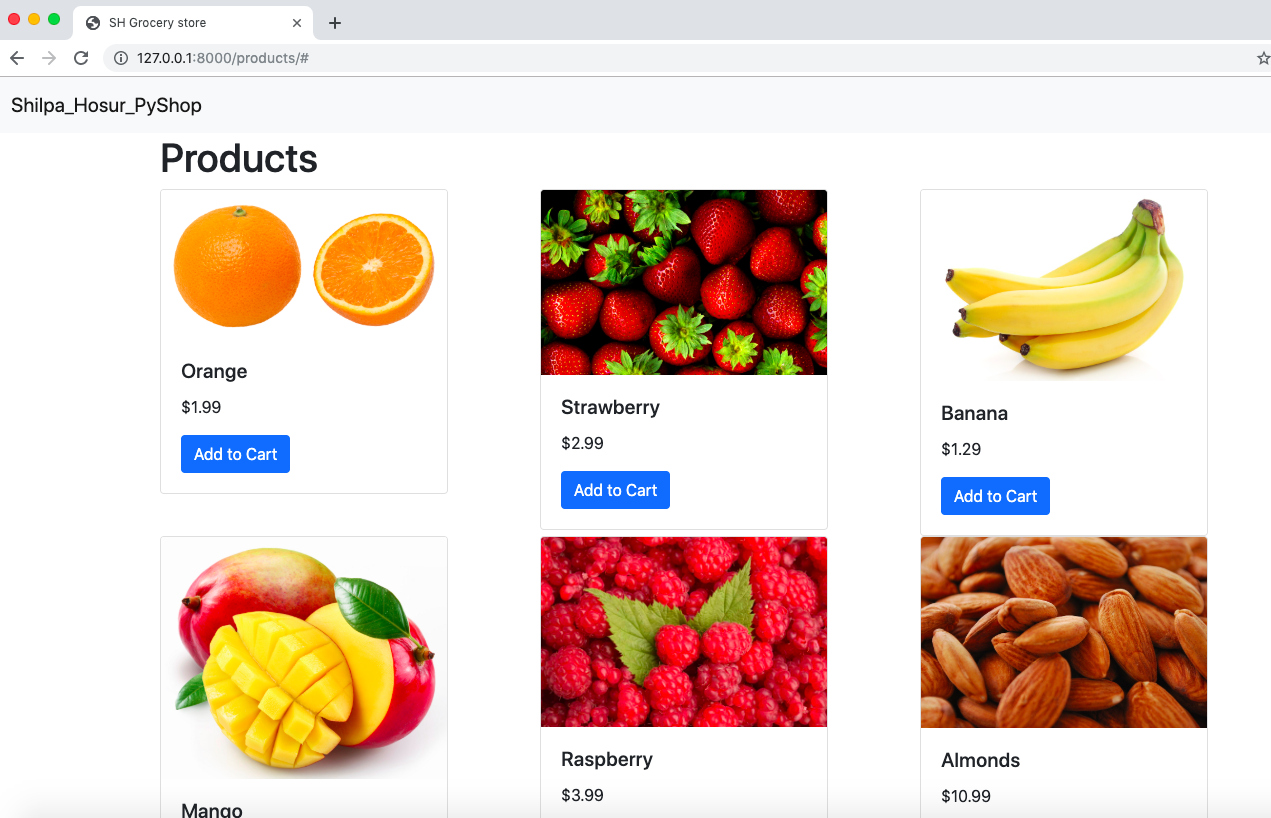 SH Grocery store
127.0.0.1:8000/products/#
Shilpa_Hosur_PyShop
Products
Orange
$1.99
Add to Cart
Strawberry
$2.99
Add to Cart
Banana
$1.29
Add to Cart
Mango
Raspberry
$3.99
Almonds
$10.99